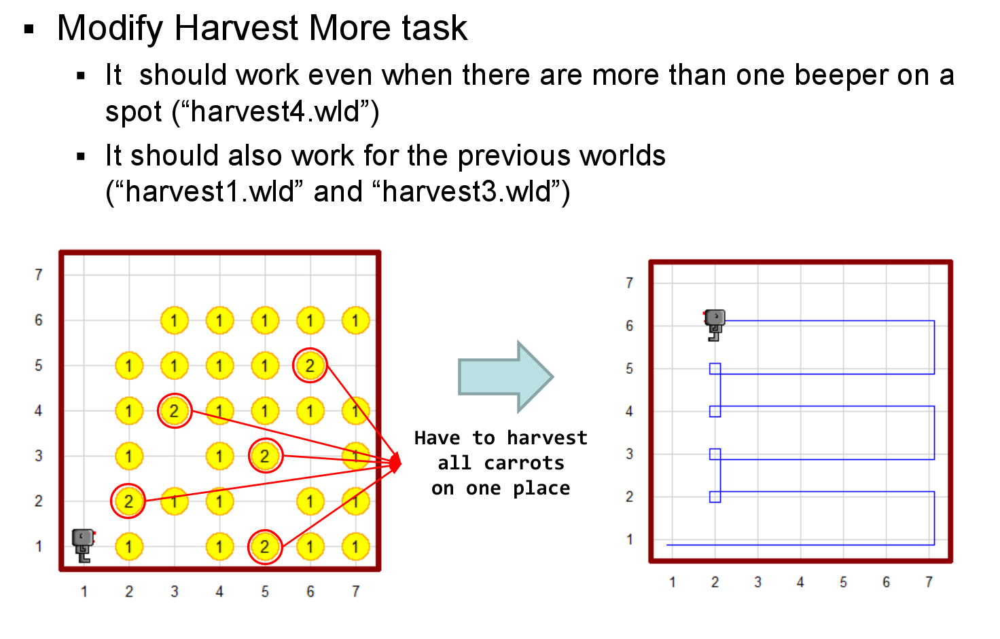 ▪ Modify Harvest More task
▪ It should work even when there are more than one beeper on a
spot (“harvest4.wld”)
▪ It should also work for the previous worlds
(“harvest1.wld” and “harvest3.wld”)
7
6 1 1 1 1 1
5 1 1 1 1 2
4 1 2 1 1 1 1
3 1 1 2 1
2 2 1 1 1 1
1 1 1 2 1 1
1 2 3 4 5 6 7
Have to harvest
all carrots
on one place
7
6
5
4
3
2
1
1 2 3 4 5 6 7